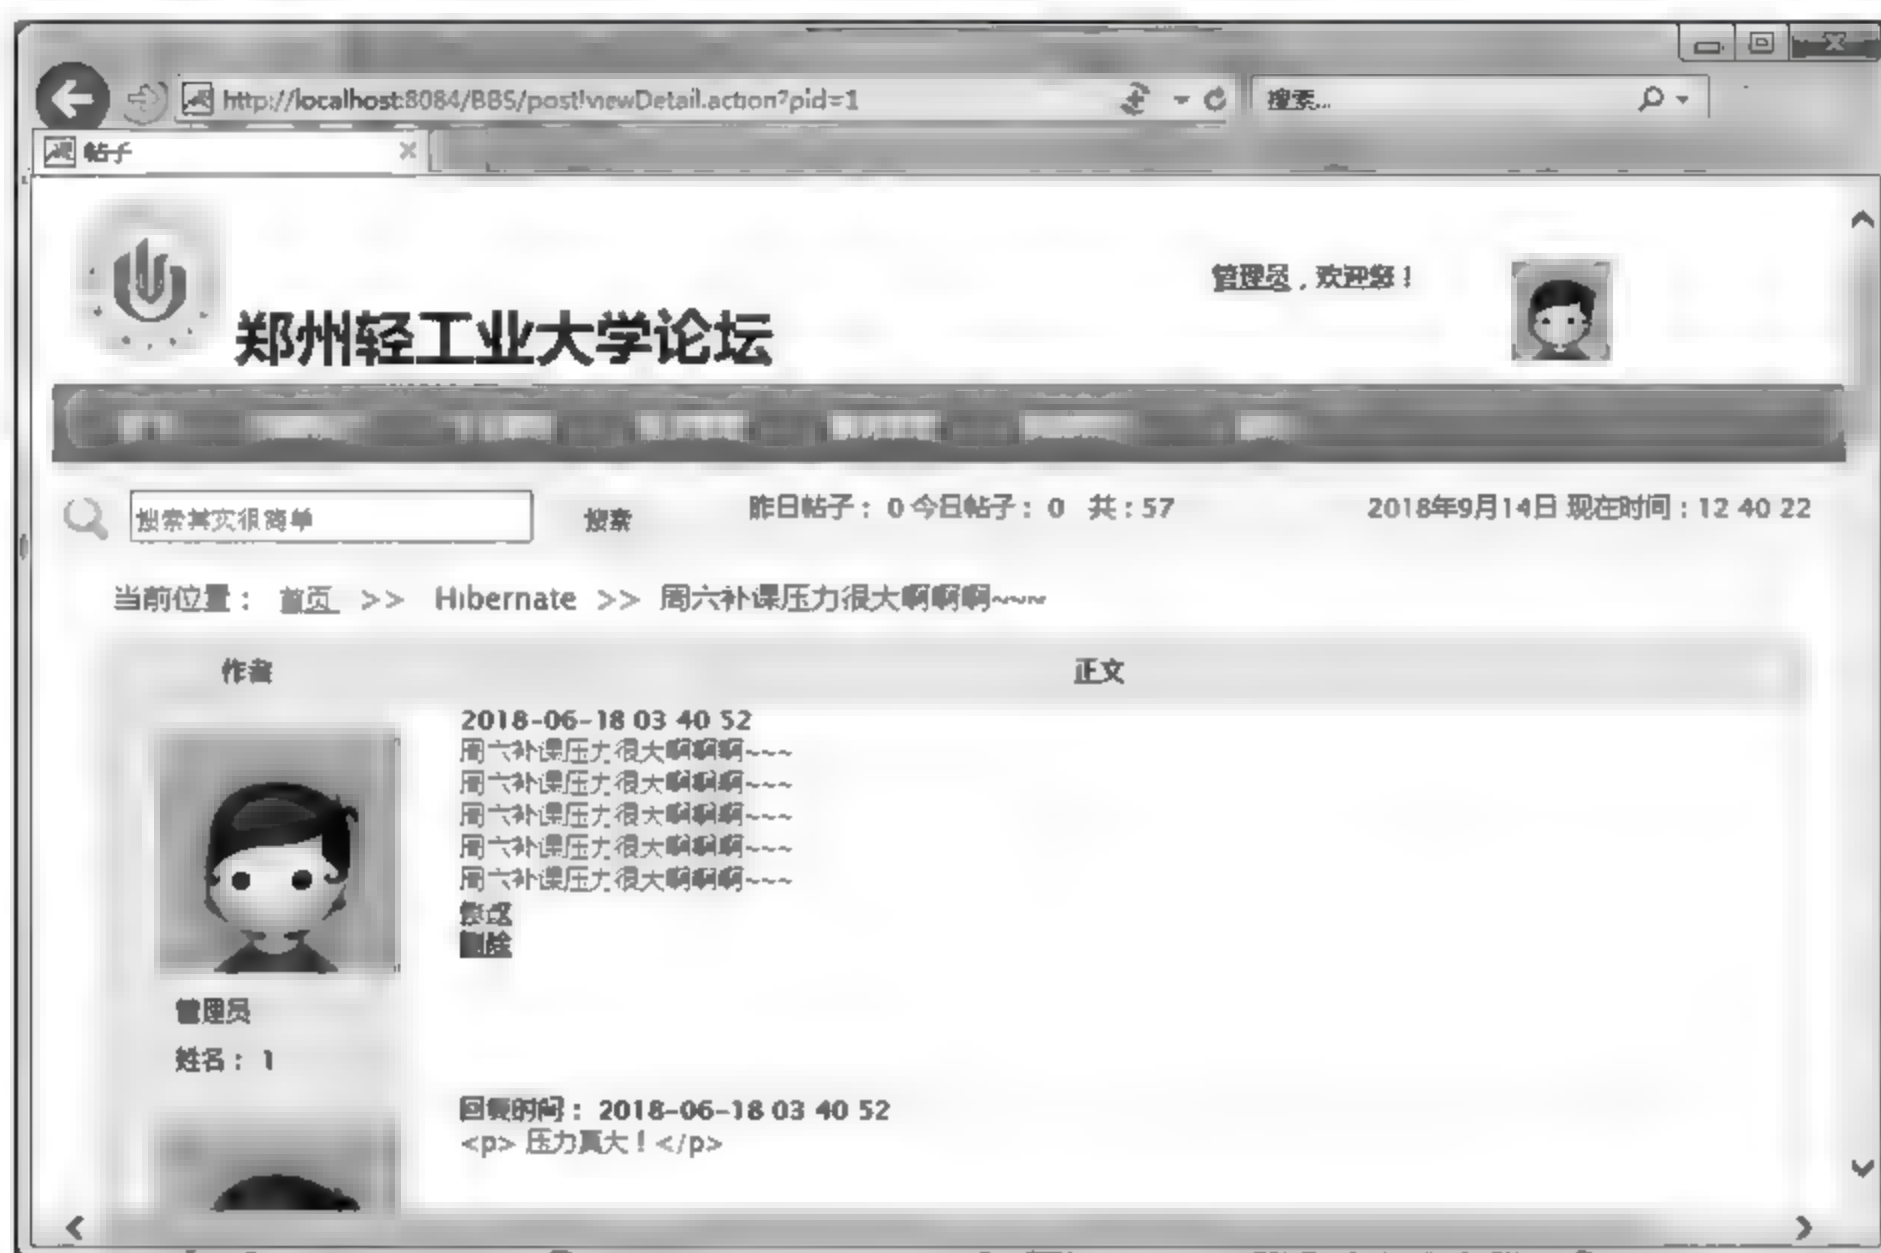 http://localhost:8084/BBS/post!viewDetail.action?pid=1
搜索...
帖子
管理员，欢迎您！
郑州轻工业大学论坛
搜索其实很简单
搜索
昨日帖子： 0 今日帖子： 0 共：57
2018年9月14日 现在时间：12 40 22
当前位置： 首页 >> Hibernate >> 周六补课压力很大啊啊啊~~~
作者
正文
2018-06-18 03 40 52
周六补课压力很大啊啊啊~~~
周六补课压力很大啊啊啊~~~
周六补课压力很大啊啊啊~~~
周六补课压力很大啊啊啊~~~
周六补课压力很大啊啊啊~~~
修改
删除
管理员
姓名： 1
回复时间： 2018-06-18 03 40 52
<p> 压力真大！</p>